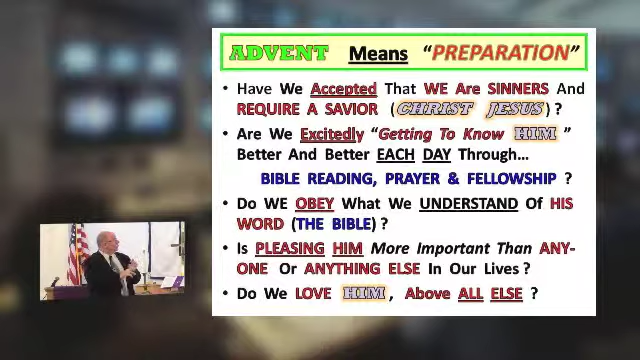 ADVENT Means “PREPARATION”
• Have We Accepted That WE Are SINNERS And
REQUIRE A SAVIOR (CHRIST JESUS)?
• Are We Excitedly “Getting To Know HIM”
Better And Better EACH DAY Through…
BIBLE READING, PRAYER & FELLOWSHIP ?
• Do WE OBEY What We UNDERSTAND Of HIS
WORD (THE BIBLE)?
• Is PLEASING HIM More Important Than ANY-
ONE Or ANYTHING ELSE In Our Lives?
• Do We LOVE HIM, Above ALL ELSE ?